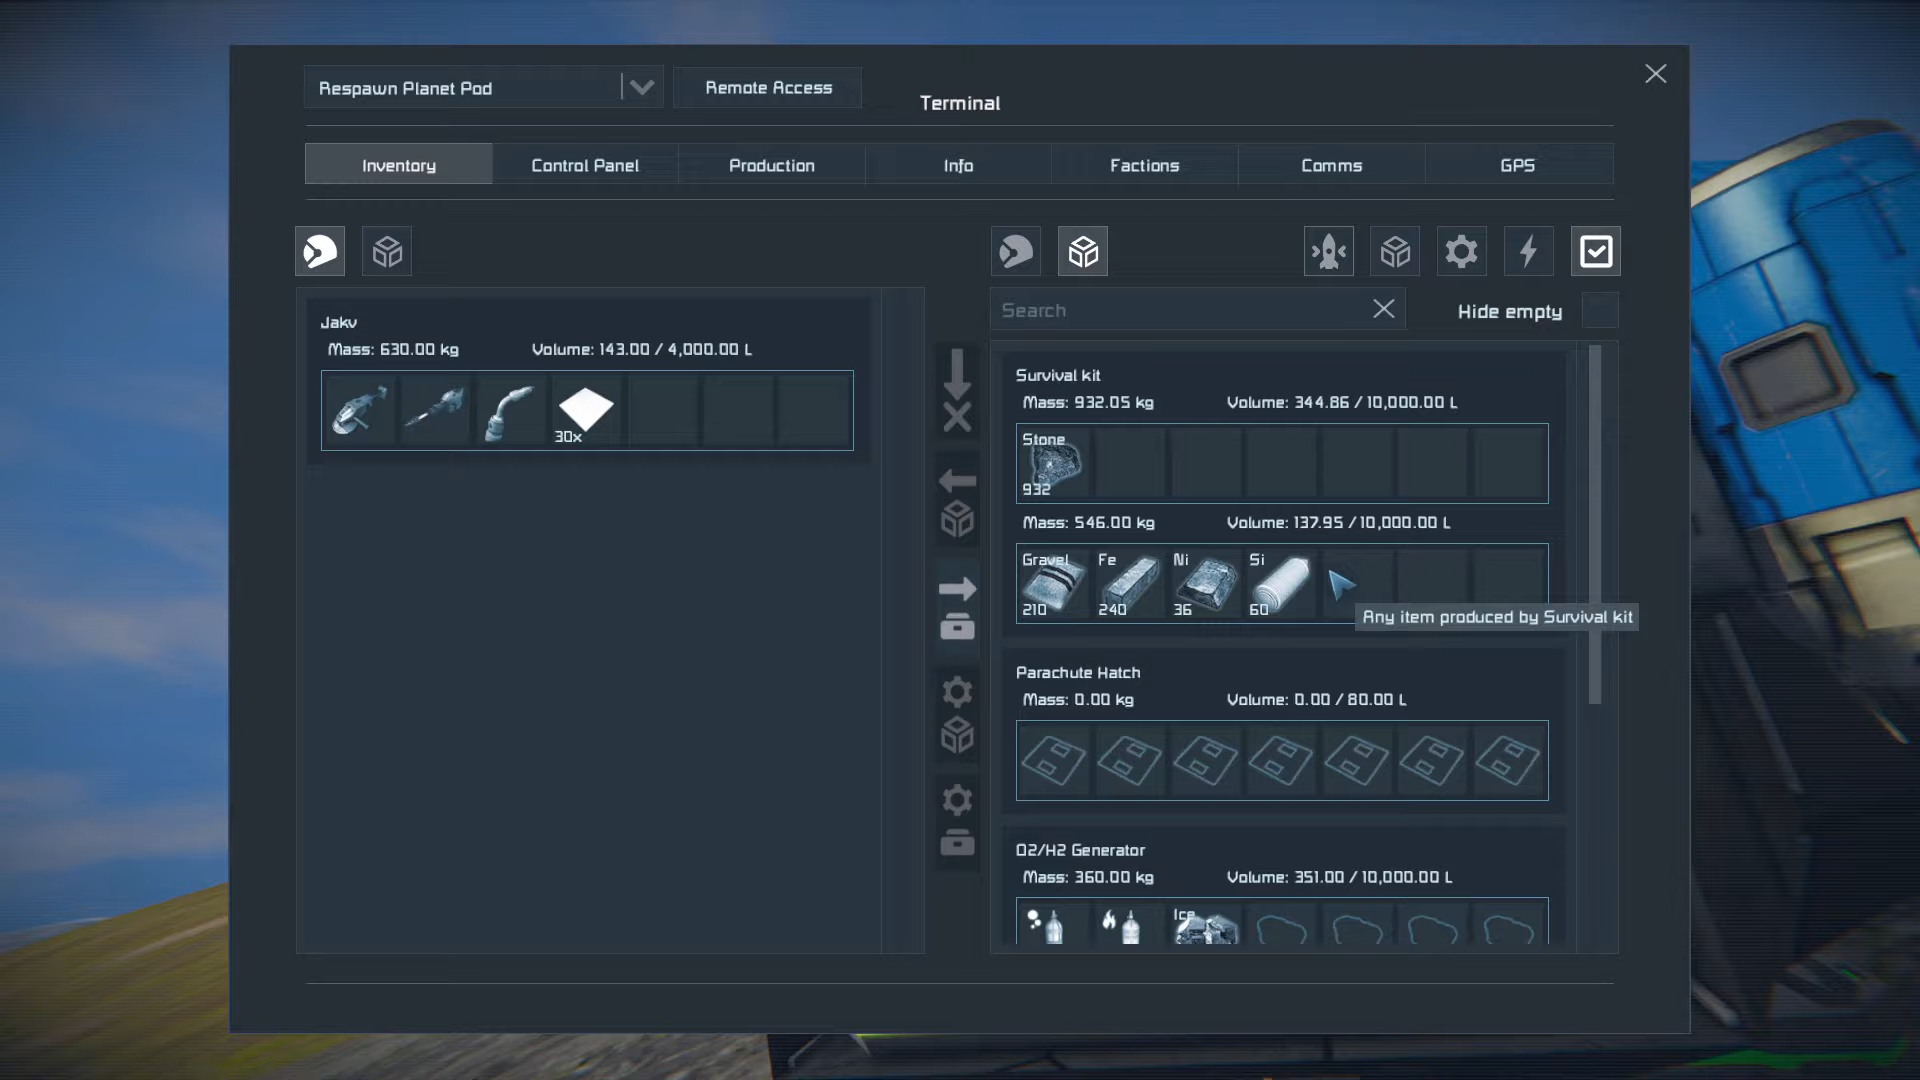 Respawn Planet Pod
Remote Access
Terminal
Inventory
Control Panel
Production
Info
Factions
Comms
GPS
Jakv
Mass: 630.00 kg
Volume: 143.00 / 4,000.00 L
30x
Search
Hide empty
Survival kit
Mass: 932.05 kg
Volume: 344.86 / 10,000.00 L
Stone
932
Mass: 546.00 kg
Volume: 137.95 / 10,000.00 L
Gravel
Fe
Ni
Si
210
240
36
60
Any item produced by Survival kit
Parachute Hatch
Mass: 0.00 kg
Volume: 0.00 / 80.00 L
O2/H2 Generator
Mass: 360.00 kg
Volume: 351.00 / 10,000.00 L
Ice